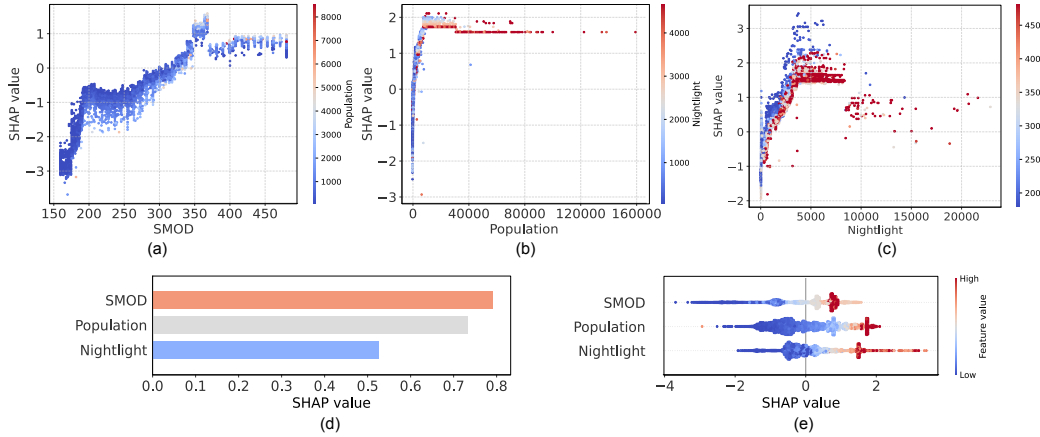 SHAP value
1
0
−1
−2
−3
150 200 250 300 350 400 450
SMOD
8000
7000
6000
5000
4000
3000
2000
1000
Population
(a)
SHAP value
2
1
0
−1
−2
−3
0 40000 80000 120000 160000
Population
4000
3000
2000
1000
Nightlight
(b)
SHAP value
3
2
1
0
−1
−2
0 5000 10000 15000 20000
Nightlight
450
400
350
300
250
200
(c)
SMOD
Population
Nightlight
0.0 0.1 0.2 0.3 0.4 0.5 0.6 0.7 0.8
SHAP value
(d)
SMOD
Population
Nightlight
−4 −2 0 2
SHAP value
High
Feature value
Low
(e)